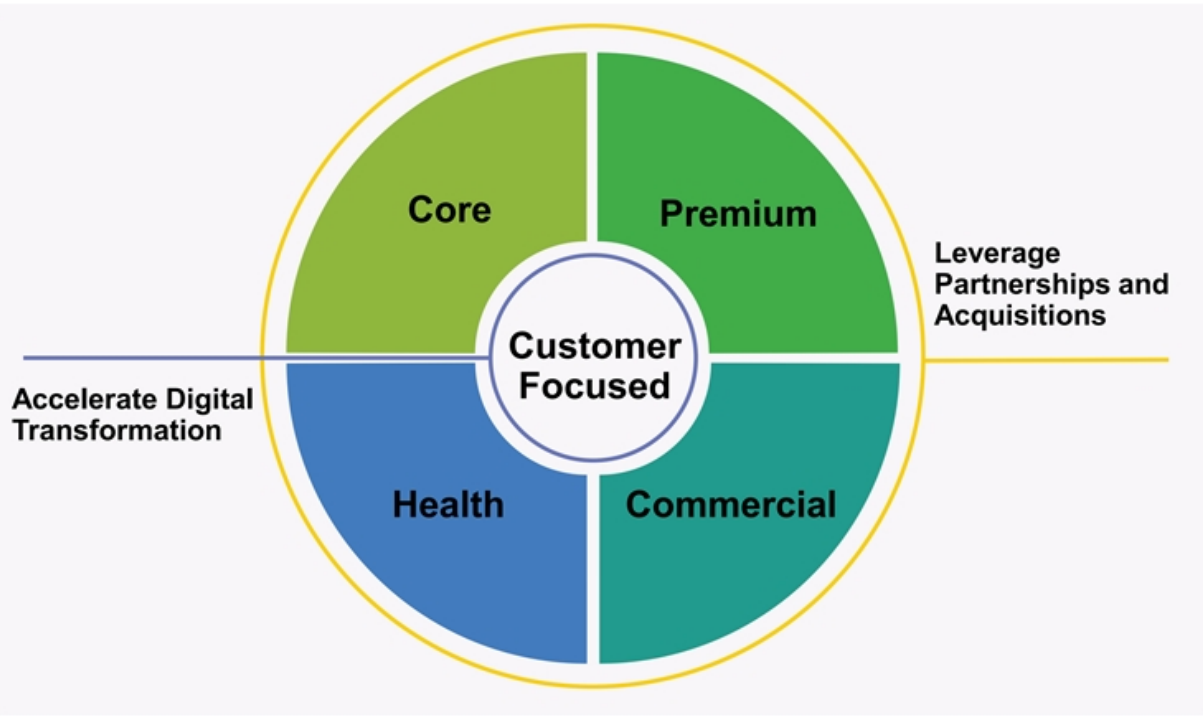 Core
Premium
Leverage
Partnerships and
Acquisitions
Customer
Focused
Accelerate Digital
Transformation
Health
Commercial